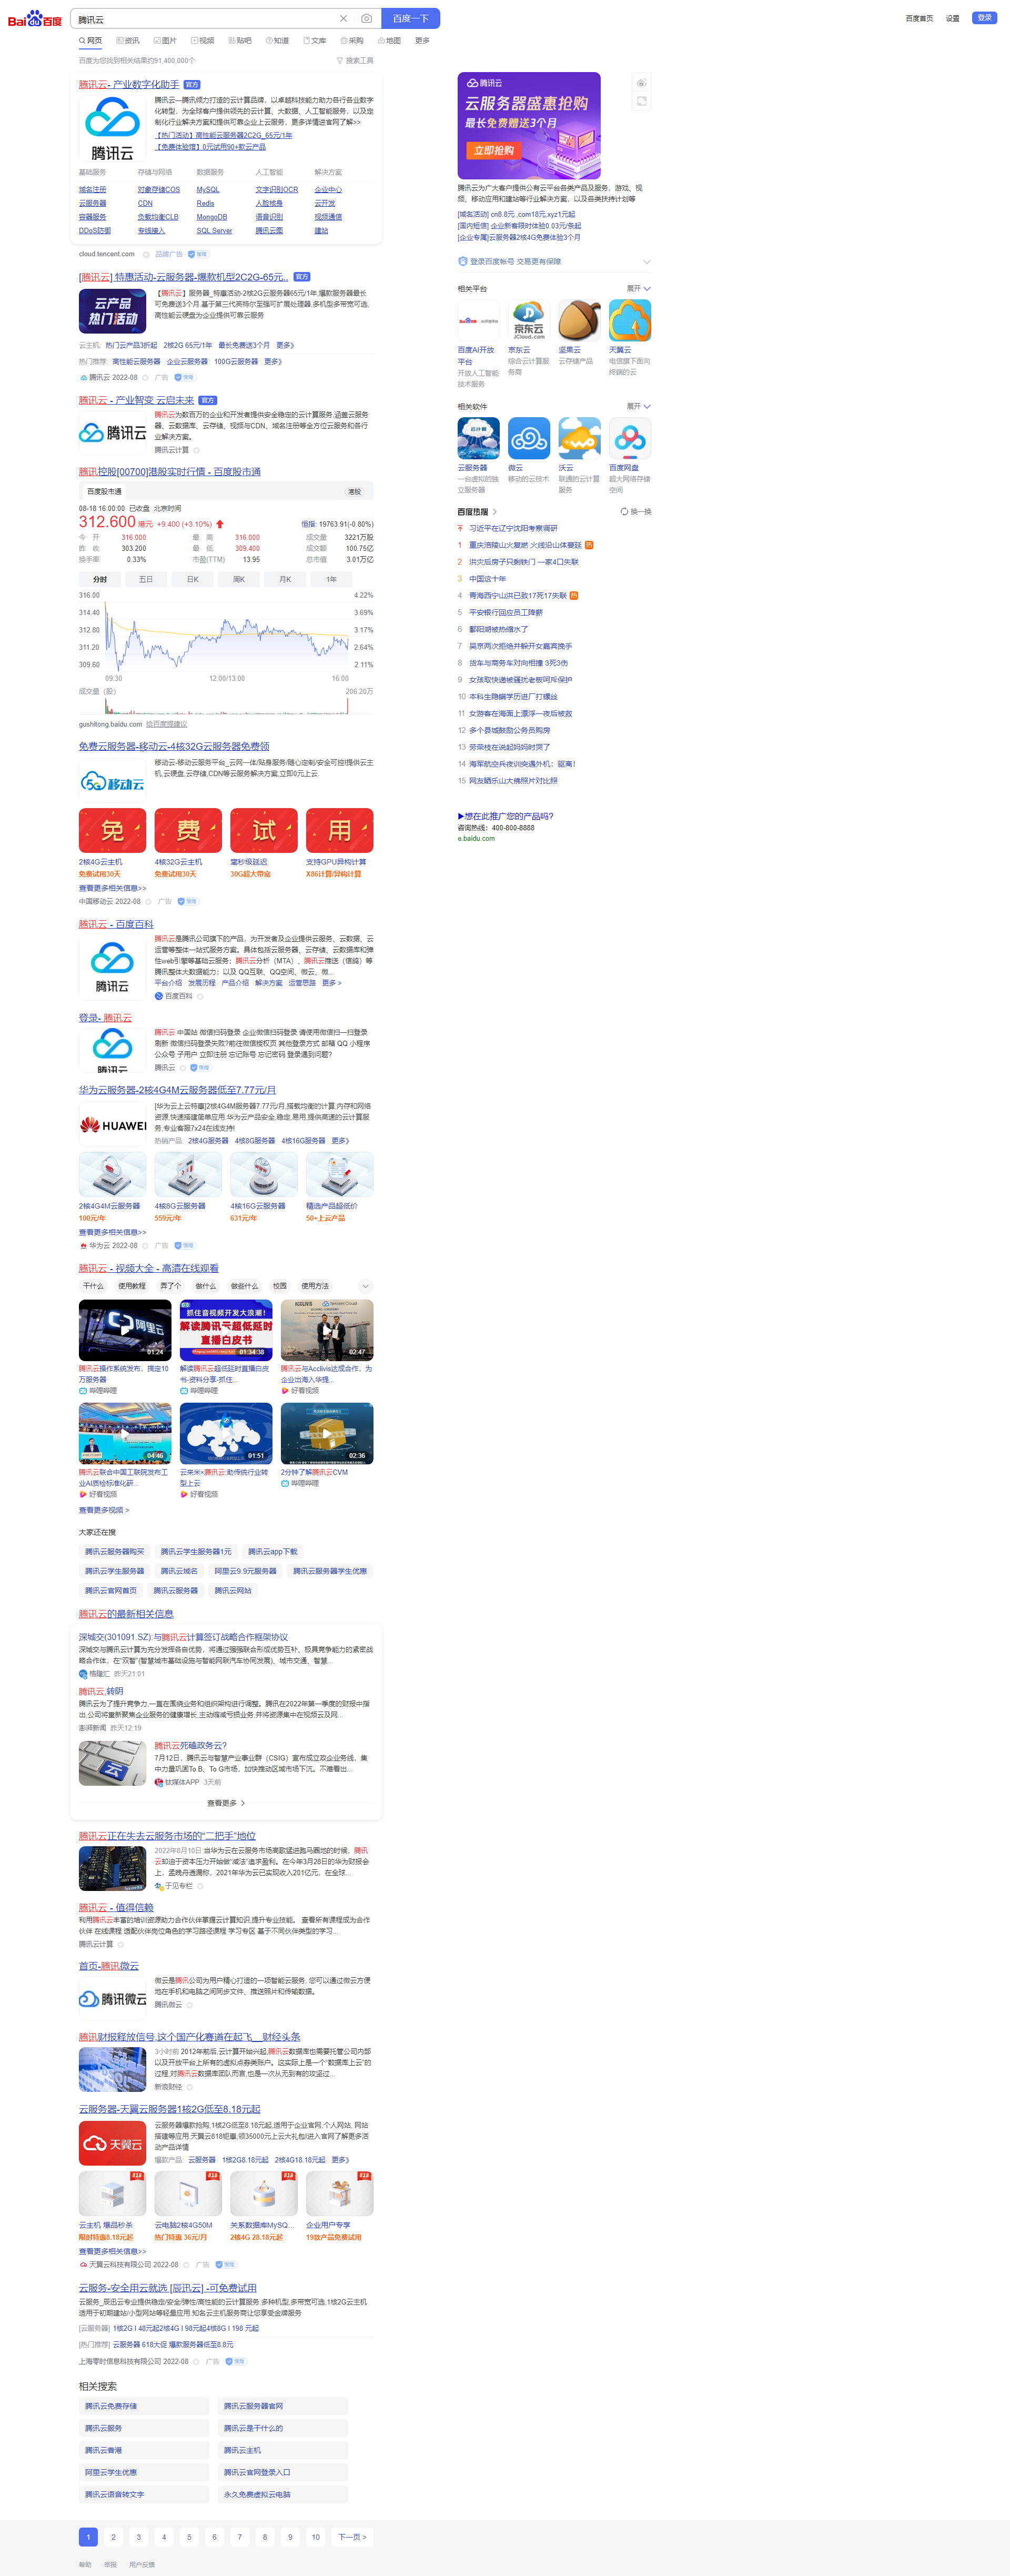 Bai百度
腾讯云
百度一下
百度首页 设置 登录
网页 资讯 图片 视频 贴吧 知道 文库 采购 地图 更多
百度为您找到相关结果约91,400,000个
搜索工具
腾讯云- 产业数字化助手 官方
腾讯云—腾讯倾力打造的云计算品牌，以卓越科技能力助力各行各业数字
化转型，为全球客户提供领先的云计算、大数据、人工智能服务，以及定
制化行业解决方案和提供可靠企业上云服务，更多详情进官网了解>>
【热门活动】高性能云服务器2C2G_65元/1年
【免费体验馆】0元试用90+款云产品
腾讯云
基础服务 存储与网络 数据服务 人工智能 解决方案
域名注册 对象存储COS MySQL 文字识别OCR 企业中心
云服务器 CDN Redis 人脸核身 云开发
容器服务 负载均衡CLB MongoDB 语音识别 视频通信
DDoS防御 专线接入 SQL Server 腾讯云图 建站
cloud.tencent.com 品牌广告 保障
[腾讯云] 特惠活动-云服务器-爆款机型2C2G-65元.. 官方
云产品
热门活动
【腾讯云】服务器_特惠活动-2核2G云服务器65元/1年,爆款服务器最长
可免费送3个月.基于第三代英特尔至强可扩展处理器,多机型多带宽可选,
高性能云硬盘为企业提供可靠云服务
云主机: 热门云产品3折起 2核2G 65元/1年 最长免费送3个月 更多》
热门推荐: 高性能云服务器 企业云服务器 100G云服务器 更多》
腾讯云 2022-08 广告 保障
腾讯云 - 产业智变 云启未来 官方
腾讯云
腾讯云为数百万的企业和开发者提供安全稳定的云计算服务,涵盖云服务
器、云数据库、云存储、视频与CDN、域名注册等全方位云服务和各行
业解决方案。
腾讯云计算
腾讯控股[00700]港股实时行情 - 百度股市通
百度股市通 港股
08-18 16:00:00 已收盘 北京时间
312.600 港元 +9.400 (+3.10%) 恒指: 19763.91(-0.80%)
今 开 316.000 最 高 316.000 成交量 3221万股
昨 收 303.200 最 低 309.400 成交额 100.75亿
换手率 0.33% 市盈(TTM) 13.95 总市值 3.01万亿
分时 五日 日K 周K 月K 1年
316.00 4.22%
314.40 3.69%
312.80 3.17%
311.20 2.64%
309.60 2.11%
09:30 12:00/13:00 16:00
成交量（股） 206.20万
gushitong.baidu.com 给百度提建议
免费云服务器-移动云-4核32G云服务器免费领
5G 移动云
移动云-移动云服务平台_云网一体/贴身服务/随心定制/安全可控!提供云主
机,云硬盘,云存储,CDN等云服务解决方案,立即0元上云.
免 费 试 用
2核4G云主机 4核32G云主机 毫秒级延迟 支持GPU异构计算
免费试用30天 免费试用30天 30G超大带宽 X86计算/异构计算
查看更多相关信息>>
中国移动云 2022-08 广告 保障
腾讯云 - 百度百科
腾讯云
腾讯云是腾讯公司旗下的产品，为开发者及企业提供云服务、云数据、云
运营等整体一站式服务方案。具体包括云服务器、云存储、云数据库和弹
性web引擎等基础云服务；腾讯云分析（MTA）、腾讯云推送（信鸽）等
腾讯整体大数据能力；以及 QQ互联、QQ空间、微云、微...
平台介绍 发展历程 产品介绍 解决方案 运营思路 更多 >
百度百科
登录- 腾讯云
腾讯云
腾讯云 中国站 微信扫码登录 企业微信扫码登录 请使用微信扫一扫登录
刷新 微信扫码登录失败?前往微信授权页 其他登录方式 邮箱 QQ 小程序
公众号 子用户 立即注册 忘记账号 忘记密码 登录遇到问题?
腾讯云 保障
华为云服务器-2核4G4M云服务器低至7.77元/月
HUAWEI
[华为云上云特惠]2核4G4M服务器7.77元/月,搭载均衡的计算,内存和网络
资源,快速搭建简单应用.华为云产品安全,稳定,易用,提供高速的云计算服
务,专业客服7x24在线支持!
热销产品: 2核4G服务器 4核8G服务器 4核16G服务器 更多》
2核4G4M云服务器 4核8G云服务器 4核16G云服务器 精选产品超低价
100元/年 559元/年 631元/年 50+上云产品
查看更多相关信息>>
华为云 2022-08 广告 保障
腾讯云 - 视频大全 - 高清在线观看
干什么 使用教程 弄了个 做什么 做些什么 校园 使用方法
阿里云
01:24
抓住音视频开发大浪潮！
解读腾讯云超低延时
直播白皮书
01:34:38
02:47
腾讯云操作系统发布，搞定10
万服务器
哔哩哔哩
解读腾讯云超低延时直播白皮
书-资料分享-抓住...
哔哩哔哩
腾讯云与Acclivis达成合作，为
企业出海入华提...
好看视频
04:46 01:51 02:36
腾讯云联合中国工联院发布工
业AI质检标准化研...
好看视频
云来米×腾讯云:助传统行业转
型上云
好看视频
2分钟了解腾讯云CVM
哔哩哔哩
查看更多视频 >
大家还在搜
腾讯云服务器购买 腾讯云学生服务器1元 腾讯云app下载
腾讯云学生服务器 腾讯云域名 阿里云9.9元服务器 腾讯云服务器学生优惠
腾讯云官网首页 腾讯云服务器 腾讯云网站
腾讯云的最新相关信息
深城交(301091.SZ):与腾讯云计算签订战略合作框架协议
深城交与腾讯云计算为充分发挥各自优势，将通过强强联合形成优势互补、极具竞争能力的紧密战
略合作体，在"双智"(智慧城市基础设施与智能网联汽车协同发展)、城市交通、智慧...
格隆汇 昨天21:01
腾讯云,转阴
腾讯云为了提升竞争力,一直在围绕业务和组织架构进行调整。腾讯在2022年第一季度的财报中指
出,公司将重新聚焦企业服务的健康增长,主动缩减亏损业务,并将资源集中在视频云及网...
澎湃新闻 昨天12:19
云
腾讯云死磕政务云?
7月12日，腾讯云与智慧产业事业群（CSIG）宣布成立政企业务线，集
中力量巩固To B、To G市场，加快推动区域市场下沉。不难看出...
钛媒体APP 3天前
查看更多
腾讯云正在失去云服务市场的"二把手"地位
2022年8月10日 当华为云在云服务市场高歌猛进跑马圈地的时候，腾讯
云却迫于资本压力开始做"减法"追求盈利。在今年3月28日的华为财报会
上，孟晚舟透漏称，2021年华为云已实现收入201亿元，在全球...
于见专栏
腾讯云 - 值得信赖
利用腾讯云丰富的培训资源助力合作伙伴掌握云计算知识,提升专业技能。 查看所有课程成为合作
伙伴 在线课程 适配伙伴岗位角色的学习路径课程 学习专区 基于不同伙伴类型的学习...
腾讯云计算
首页-腾讯微云
腾讯微云
微云是腾讯公司为用户精心打造的一项智能云服务, 您可以通过微云方便
地在手机和电脑之间同步文件、推送照片和传输数据。
腾讯微云
腾讯财报释放信号,这个国产化赛道在起飞__财经头条
3小时前 2012年前后,云计算开始兴起,腾讯云数据库也需要托管公司内部
以及开放平台上所有的虚拟点券类账户。这实际上是一个"数据库上云"的
过程,对腾讯云数据库团队而言,也是一次从无到有的攻坚过...
新浪财经
云服务器-天翼云服务器1核2G低至8.18元起
天翼云
云服务器爆款抢购,1核2G低至8.18元起,适用于企业官网,个人网站, 网站
搭建等应用.天翼云818钜惠,领35000元上云大礼包!进入官网了解更多活
动产品详情
爆款产品: 云服务器 1核2G8.18元起 2核4G18.18元起 更多》
818 818 818 818
云主机 爆品秒杀 云电脑2核4G50M 关系数据库MySQ... 企业用户专享
限时特惠8.18元起 热门特惠 36元/月 2核4G 28.18元起 19款产品免费试用
查看更多相关信息>>
天翼云科技有限公司 2022-08 广告 保障
云服务-安全用云就选 [辰讯云] -可免费试用
云服务_辰迅云专业提供稳定/安全/弹性/高性能的云计算服务 多种机型,多带宽可选,1核2G云主机
适用于初期建站/小型网站等轻量应用.知名云主机服务商让您享受金牌服务
[云服务器] 1核2G I 48元起2核4G I 98元起4核8G I 198 元起
[热门推荐] 云服务器 618大促 爆款服务器低至8.8元
上海零时信息科技有限公司 2022-08 广告 保障
相关搜索
腾讯云免费存储 腾讯云服务器官网
腾讯云服务 腾讯云是干什么的
腾讯云香港 腾讯云主机
阿里云学生优惠 腾讯云官网登录入口
腾讯云语音转文字 永久免费虚拟云电脑
1 2 3 4 5 6 7 8 9 10 下一页 >
帮助 举报 用户反馈
腾讯云
云服务器盛惠抢购
最长免费赠送3个月
立即抢购
腾讯云为广大客户提供公有云平台各类产品及服务，游戏、视
频、移动应用和建站等行业解决方案，以及各类扶持计划等
[域名活动] cn8.8元 ,com18元,xyz1元起
[国内短信] 企业新客限时体验0.03元/条起
[企业专属]云服务器2核4G免费体验3个月
登录百度帐号 交易更有保障
相关平台 展开
京东云
JCloud.com
百度AI开放
平台
开放人工智能
技术服务
京东云
综合云计算服
务商
坚果云
云存储产品
天翼云
电信旗下面向
终端的云
相关软件 展开
云计算
云服务器
一台虚拟的独
立服务器
微云
移动的云技术
沃云
联通的云计算
服务
百度网盘
超大网络存储
空间
百度热搜 换一换
习近平在辽宁沈阳考察调研
1 重庆涪陵山火复燃 火线沿山体蔓延 热
2 洪灾后房子只剩铁门 一家4口失联
3 中国这十年
4 青海西宁山洪已致17死17失联 热
5 平安银行回应员工降薪
6 鄱阳湖被热缩水了
7 吴京两次拒绝并躲开女嘉宾挽手
8 货车与商务车对向相撞 3死3伤
9 女孩取快递被骚扰老板呵斥保护
10 本科生隐瞒学历进厂打螺丝
11 女游客在海面上漂浮一夜后被救
12 多个县城鼓励公务员购房
13 劳荣枝在说起妈妈时哭了
14 海军航空兵夜训突遇外机：驱离！
15 网友晒乐山大佛照片对比照
▶想在此推广您的产品吗?
咨询热线：400-800-8888
e.baidu.com